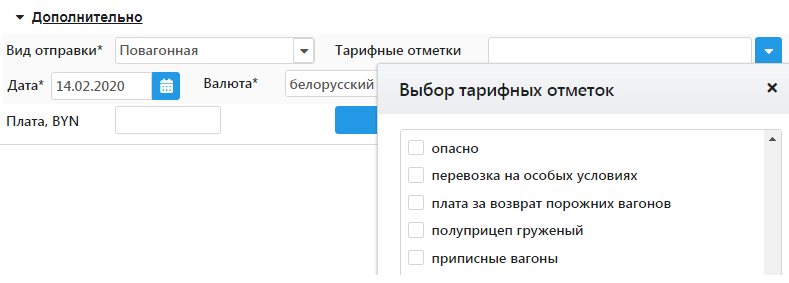 Дополнительно
Вид отправки* Повагонная Тарифные отметки
Дата* 14.02.2020 Валюта* белорусский
Выбор тарифных отметок ×
Плата, BYN
опасно
перевозка на особых условиях
плата за возврат порожних вагонов
полуприцеп груженый
приписные вагоны